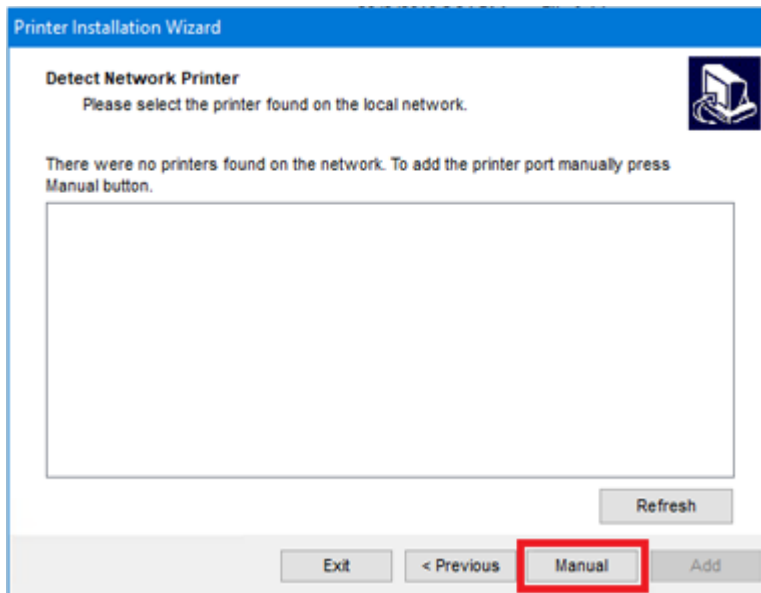 Printer Installation Wizard
Detect Network Printer
Please select the printer found on the local network.
There were no printers found on the network. To add the printer port manually press
Manual button.
Refresh
Exit
< Previous
Manual
Add